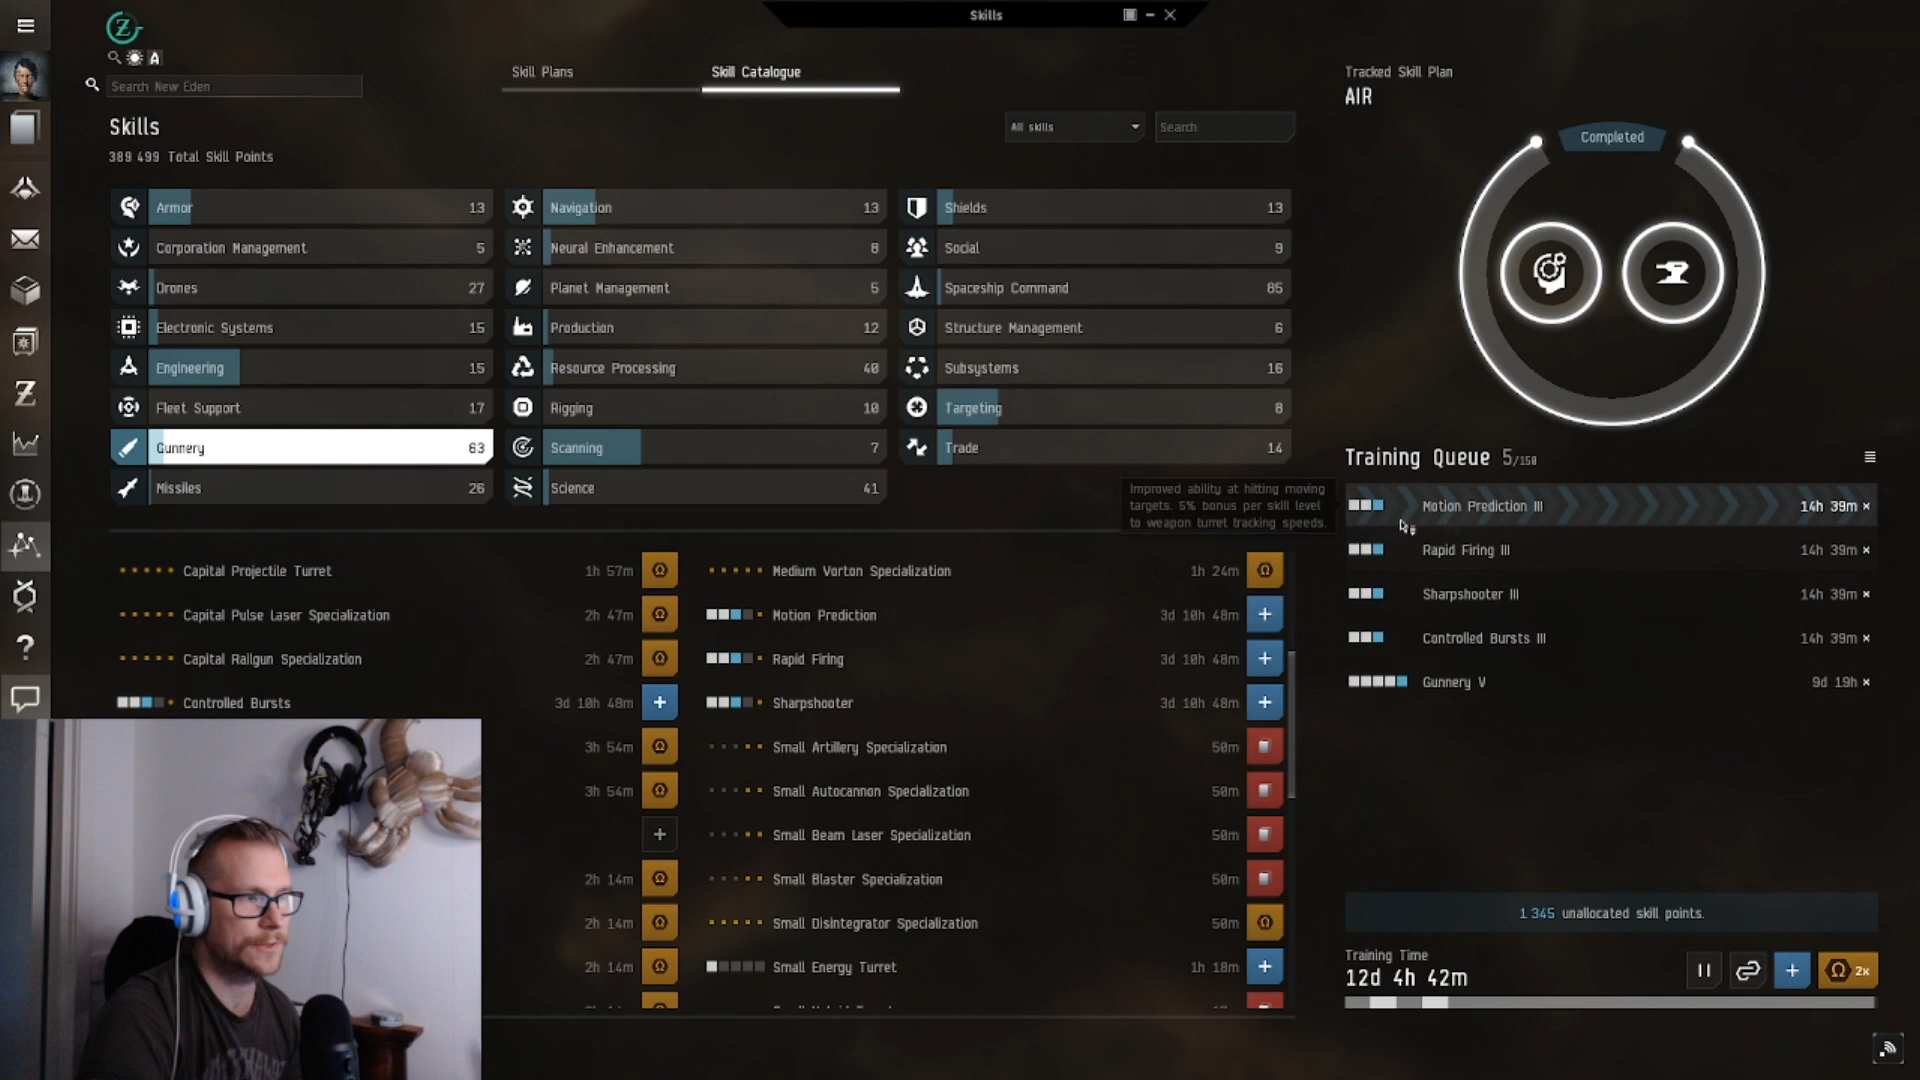 Skills
A
Search New Eden
Skill Plans
Skill Catalogue
Tracked Skill Plan
AIR
Skills
389 499 Total Skill Points
All skills
Search
Completed
Armor 13
Navigation 13
Shields 13
Corporation Management 5
Neural Enhancement 8
Social 9
Drones 27
Planet Management 5
Spaceship Command 85
Electronic Systems 15
Production 12
Structure Management 6
Engineering 15
Resource Processing 40
Subsystems 16
Fleet Support 17
Rigging 10
Targeting 8
Gunnery 63
Scanning 7
Trade 14
Missiles 26
Science 41
Training Queue 5/150
Improved ability at hitting moving
targets. 5% bonus per skill level
to weapon turret tracking speeds.
Motion Prediction III 14h 39m ×
Rapid Firing III 14h 39m ×
Sharpshooter III 14h 39m ×
Controlled Bursts III 14h 39m ×
Gunnery V 9d 19h ×
Capital Projectile Turret 1h 57m
Medium Vorton Specialization 1h 24m
Capital Pulse Laser Specialization 2h 47m
Motion Prediction 3d 10h 48m
Capital Railgun Specialization 2h 47m
Rapid Firing 3d 10h 48m
Controlled Bursts 3d 10h 48m
Sharpshooter 3d 10h 48m
3h 54m
Small Artillery Specialization 50m
3h 54m
Small Autocannon Specialization 50m
Small Beam Laser Specialization 50m
2h 14m
Small Blaster Specialization 50m
2h 14m
Small Disintegrator Specialization 50m
2h 14m
Small Energy Turret 1h 18m
1 345 unallocated skill points.
Training Time
12d 4h 42m
2x